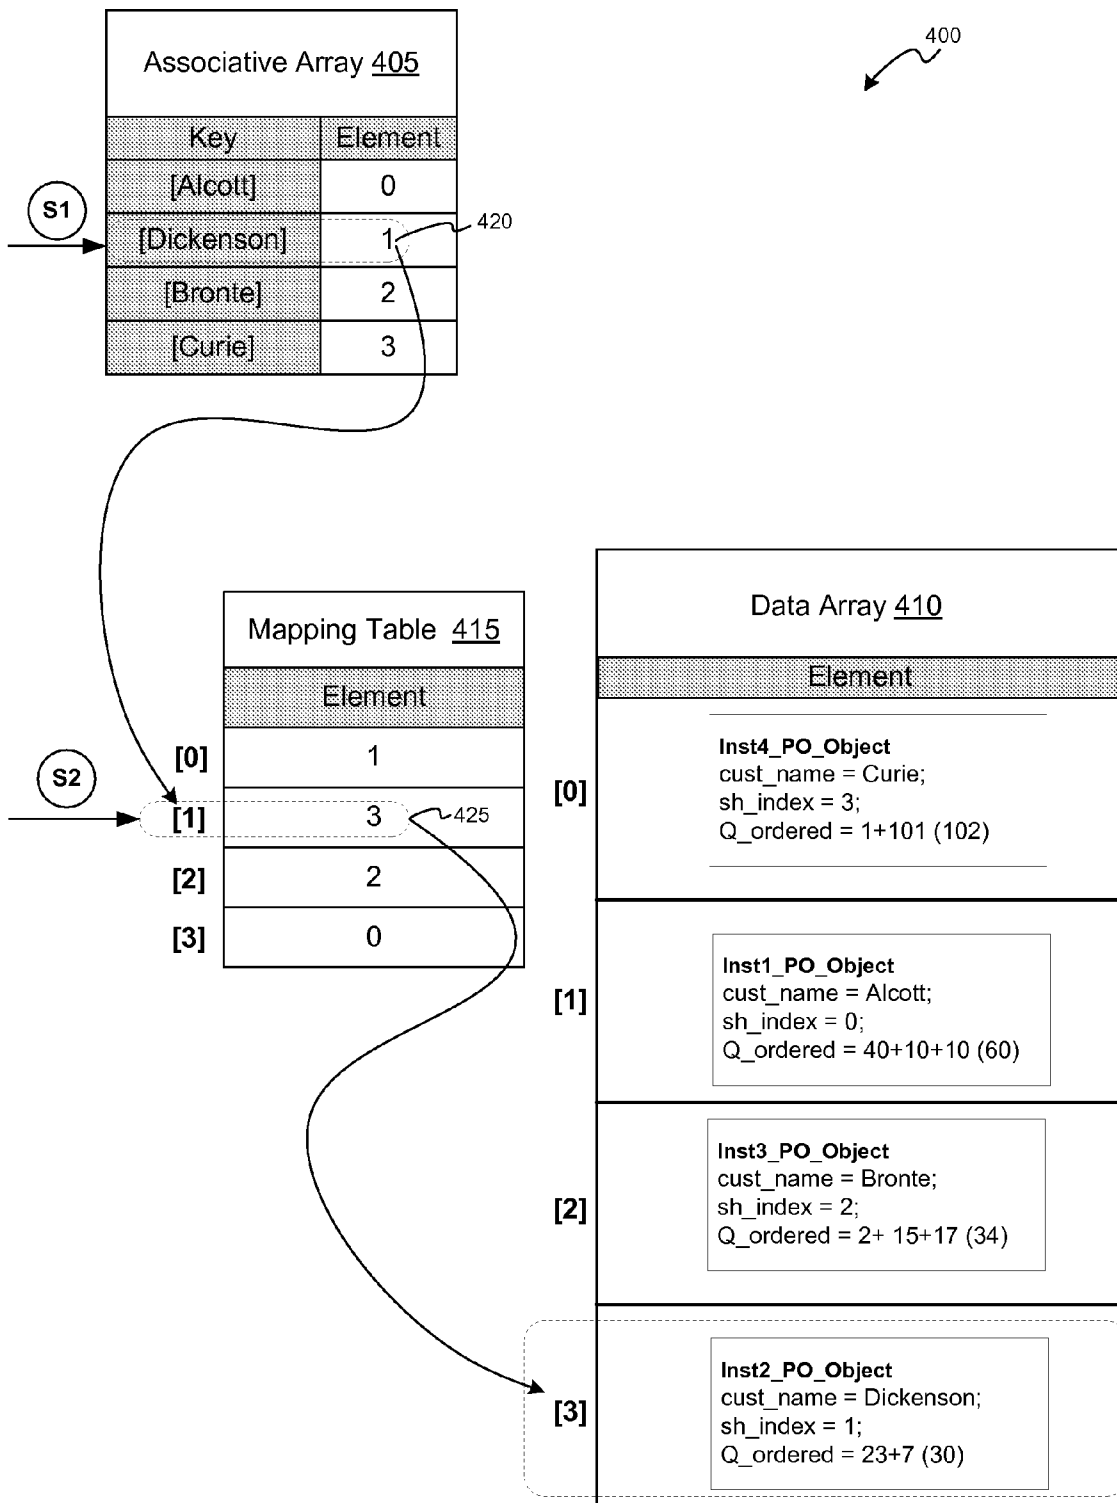 400
Associative Array 405
Key Element
[Alcott] 0
S1
[Dickenson] 1
420
[Bronte] 2
[Curie] 3
Mapping Table 415
Element
[0] 1
S2
[1] 3
425
[2] 2
[3] 0
Data Array 410
Element
[0]
Inst4_PO_Object
cust_name = Curie;
sh_index = 3;
Q_ordered = 1+101 (102)
[1]
Inst1_PO_Object
cust_name = Alcott;
sh_index = 0;
Q_ordered = 40+10+10 (60)
[2]
Inst3_PO_Object
cust_name = Bronte;
sh_index = 2;
Q_ordered = 2+ 15+17 (34)
[3]
Inst2_PO_Object
cust_name = Dickenson;
sh_index = 1;
Q_ordered = 23+7 (30)